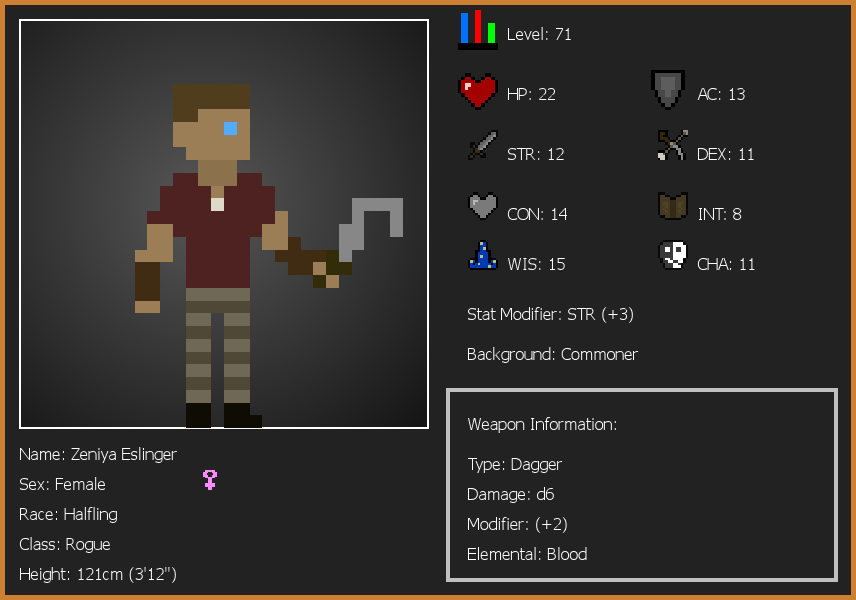 Level: 71
HP: 22
AC: 13
STR: 12
DEX: 11
CON: 14
INT: 8
WIS: 15
CHA: 11
Stat Modifier: STR (+3)
Background: Commoner
Weapon Information:
Type: Dagger
Damage: d6
Modifier: (+2)
Elemental: Blood
Name: Zeniya Eslinger
Sex: Female
Race: Halfling
Class: Rogue
Height: 121cm (3'12")